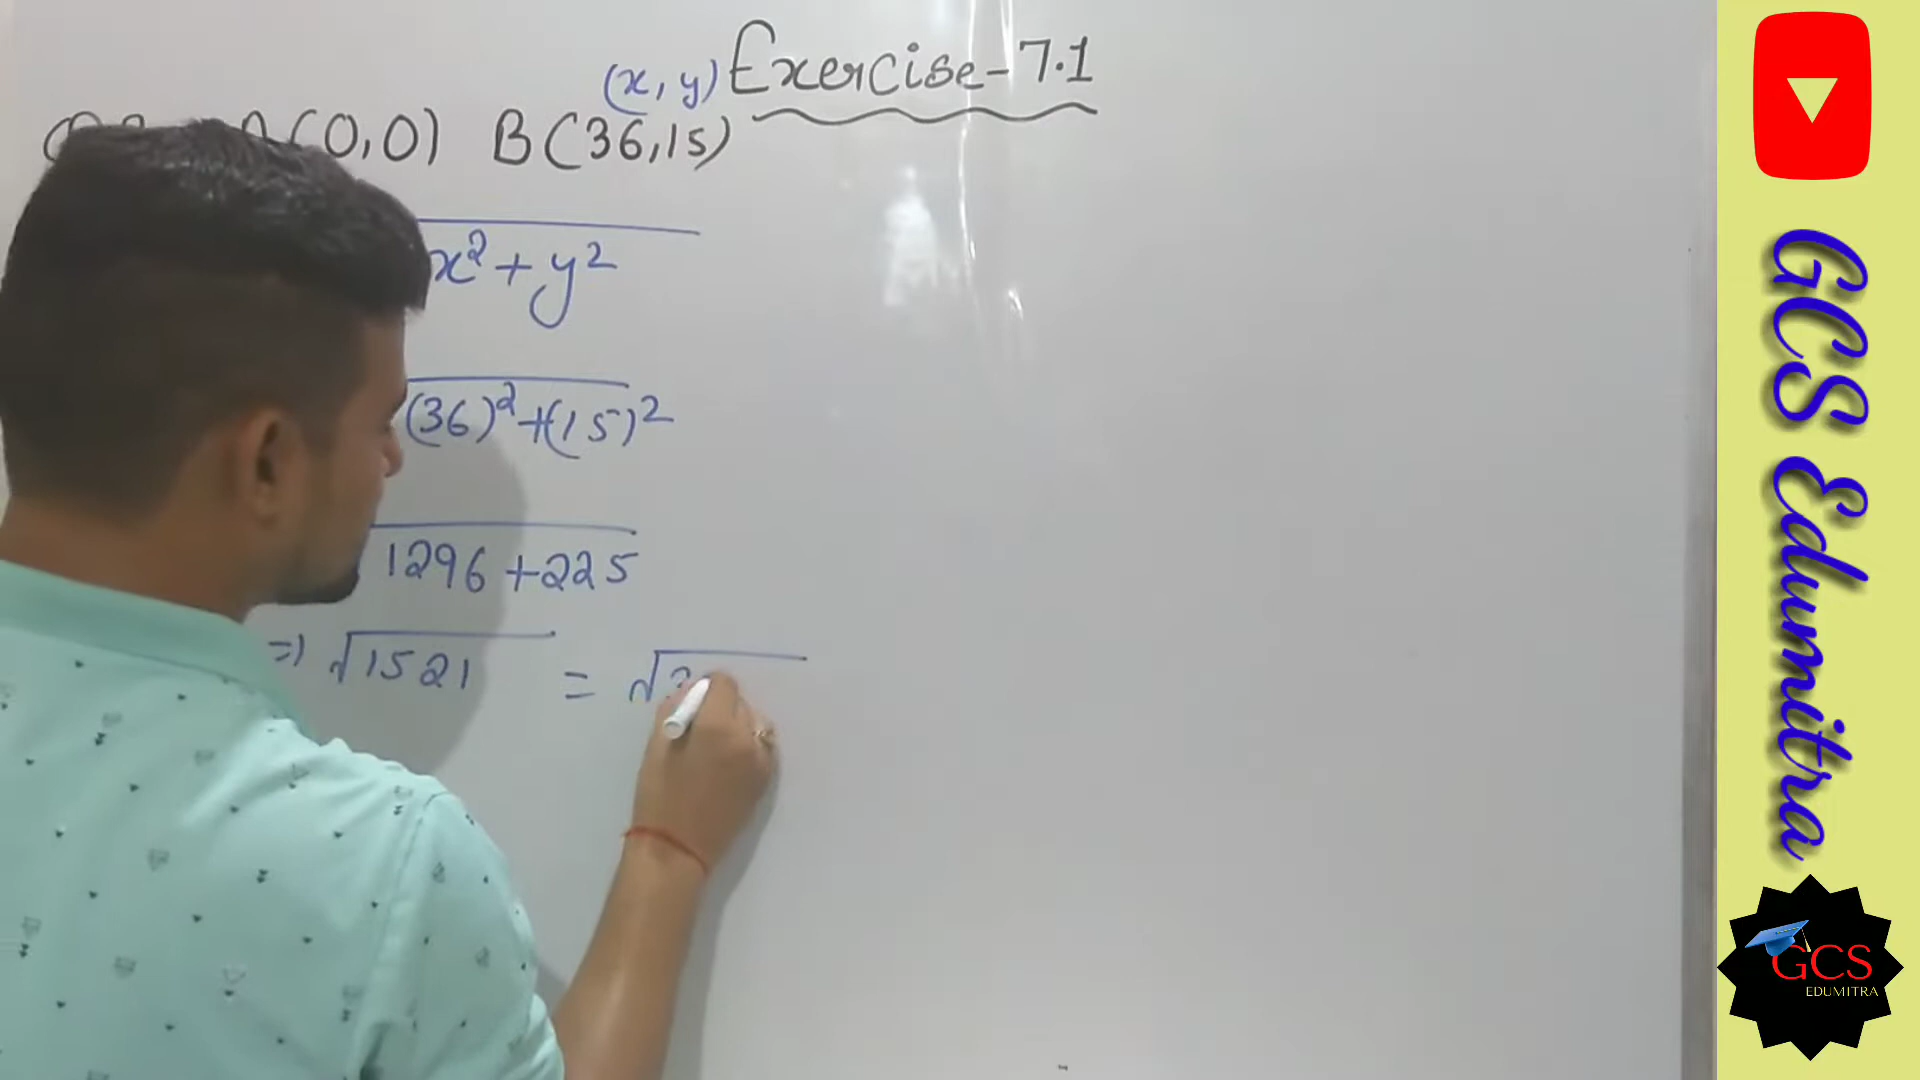 Exercise-7.1
(x, y)
(0,0) B(36,15)
x² + y²
(36)²+(15)²
1296+225
=) √1521 = √
GCS Edumitra
GCS
EDUMITRA